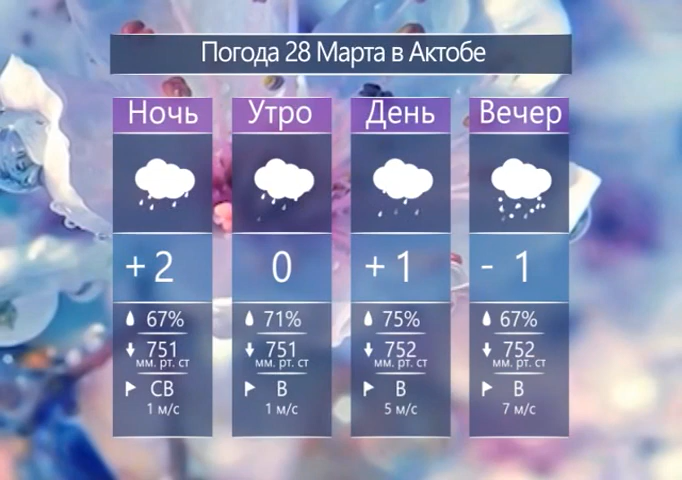 Погода 28 Марта в Актобе
Ночь Утро День Вечер
+2 0 +1 - 1
67% 71% 75% 67%
751 751 752 752
мм. рт. ст мм. рт. ст мм. рт. ст мм. рт. ст
СВ В В В
1 м/с 1 м/с 5 м/с 7 м/с